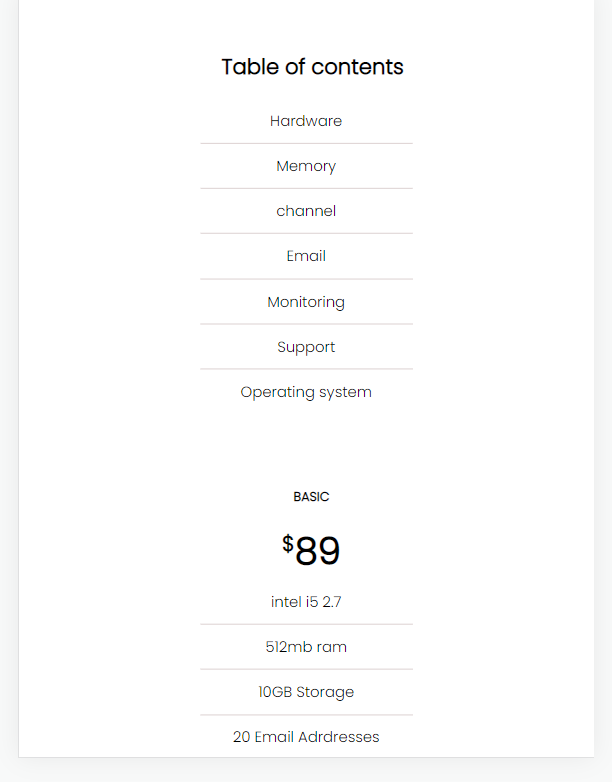 Table of contents
Hardware
Memory
channel
Email
Monitoring
Support
Operating system
BASIC
$89
intel i5 2.7
512mb ram
10GB Storage
20 Email Adrdresses